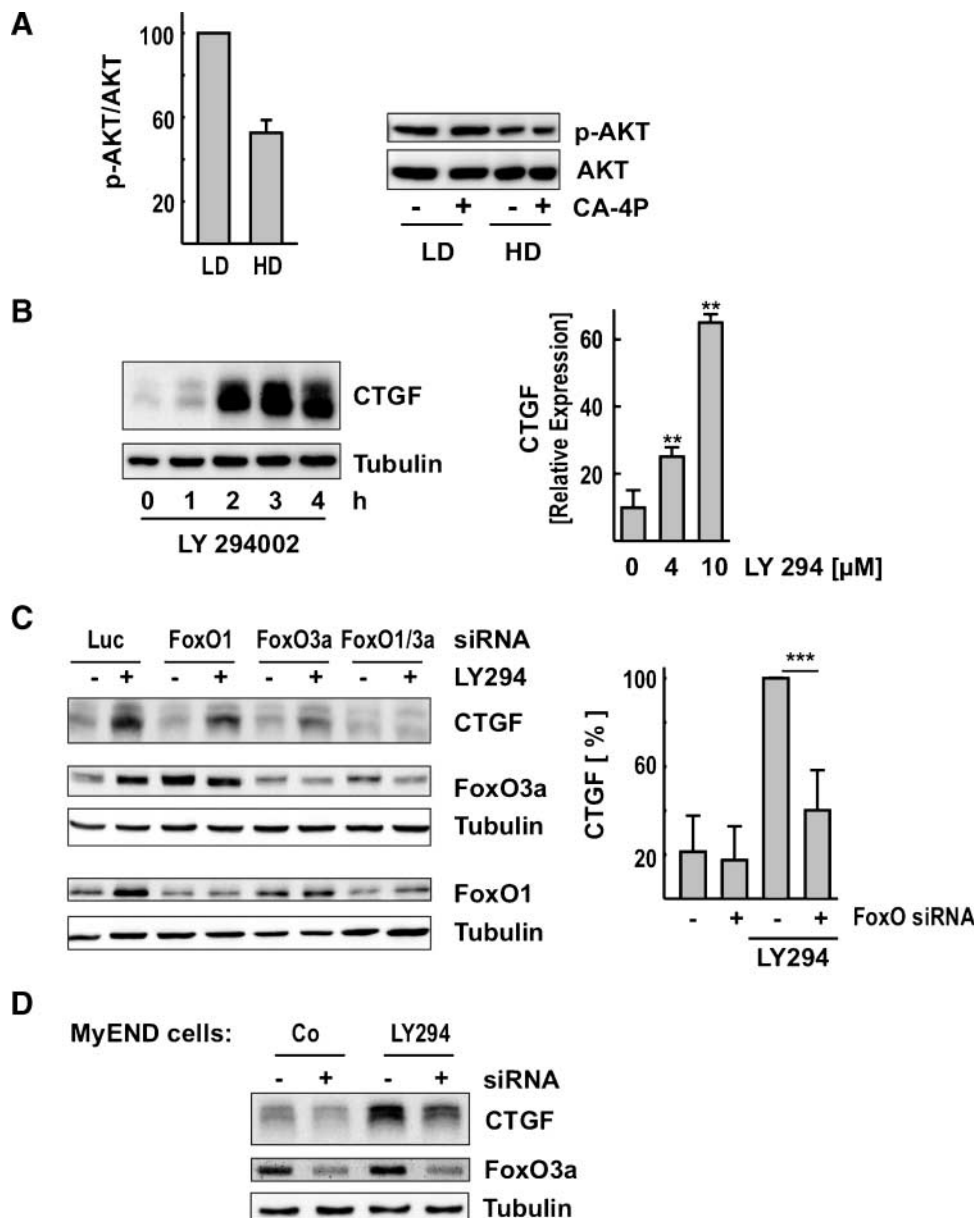 A
p-AKT/AKT
100
60
20
LD HD
p-AKT
AKT
- + - + CA-4P
LD HD
B
CTGF
Tubulin
0 1 2 3 4 h
LY 294002
CTGF
[Relative Expression]
60
20
0 4 10 LY 294 [µM]
C
Luc FoxO1 FoxO3a FoxO1/3a siRNA
- + - + - + - + LY294
CTGF
FoxO3a
Tubulin
FoxO1
Tubulin
CTGF [ % ]
100
60
20
***
- + - + FoxO siRNA
LY294
**
**
D
MyEND cells: Co LY294
- + - + siRNA
CTGF
FoxO3a
Tubulin